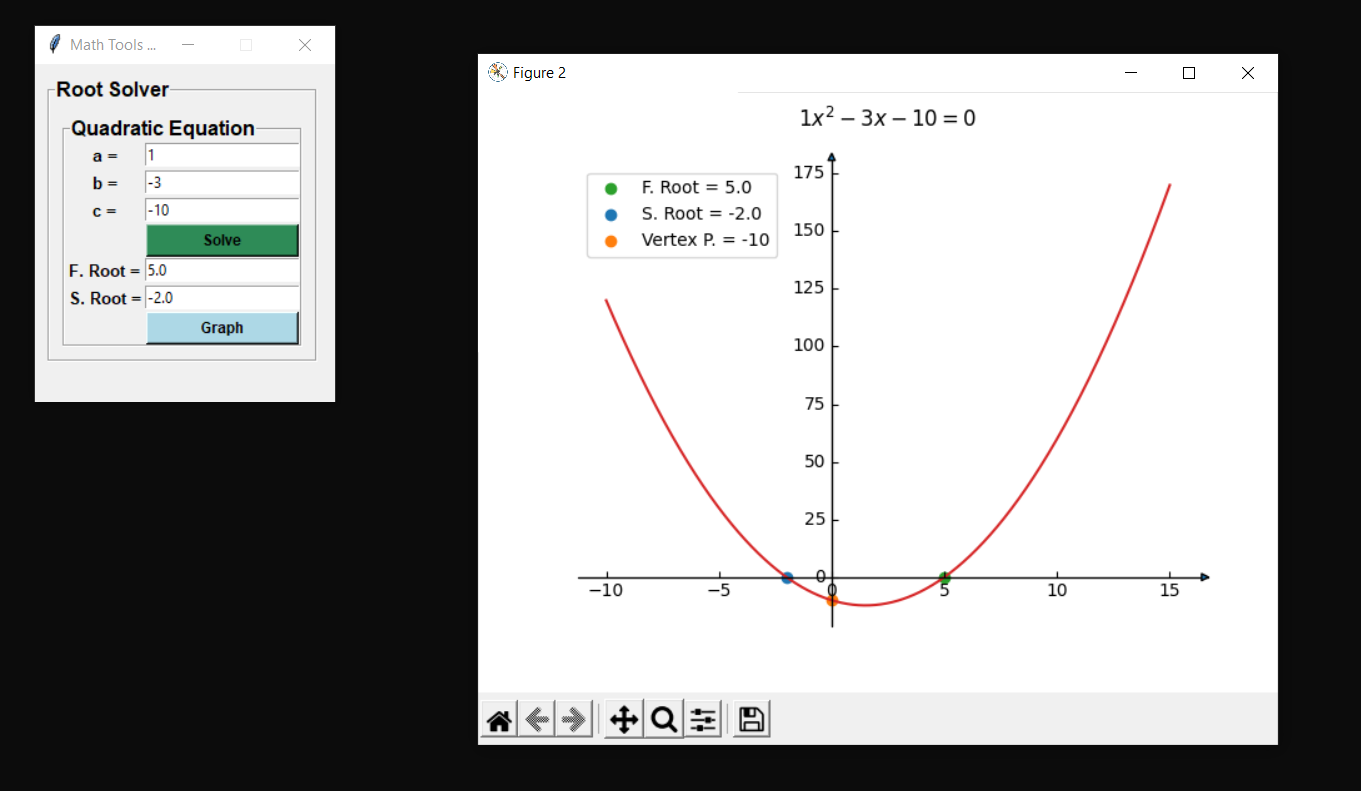 Math Tools ...
Root Solver
Quadratic Equation
a = 1
b = -3
c = -10
Solve
F. Root = 5.0
S. Root = -2.0
Graph
Figure 2
1x² − 3x − 10 = 0
F. Root = 5.0
S. Root = -2.0
Vertex P. = -10
175
150
125
100
75
50
25
0
−10 −5 0 5 10 15